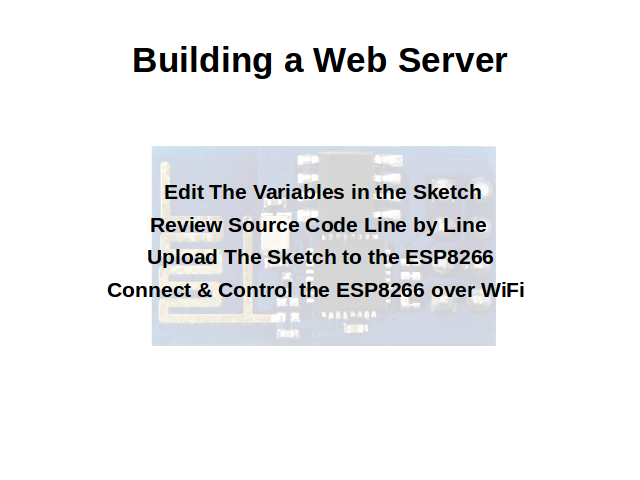 Building a Web Server
Edit The Variables in the Sketch
Review Source Code Line by Line
Upload The Sketch to the ESP8266
Connect & Control the ESP8266 over WiFi